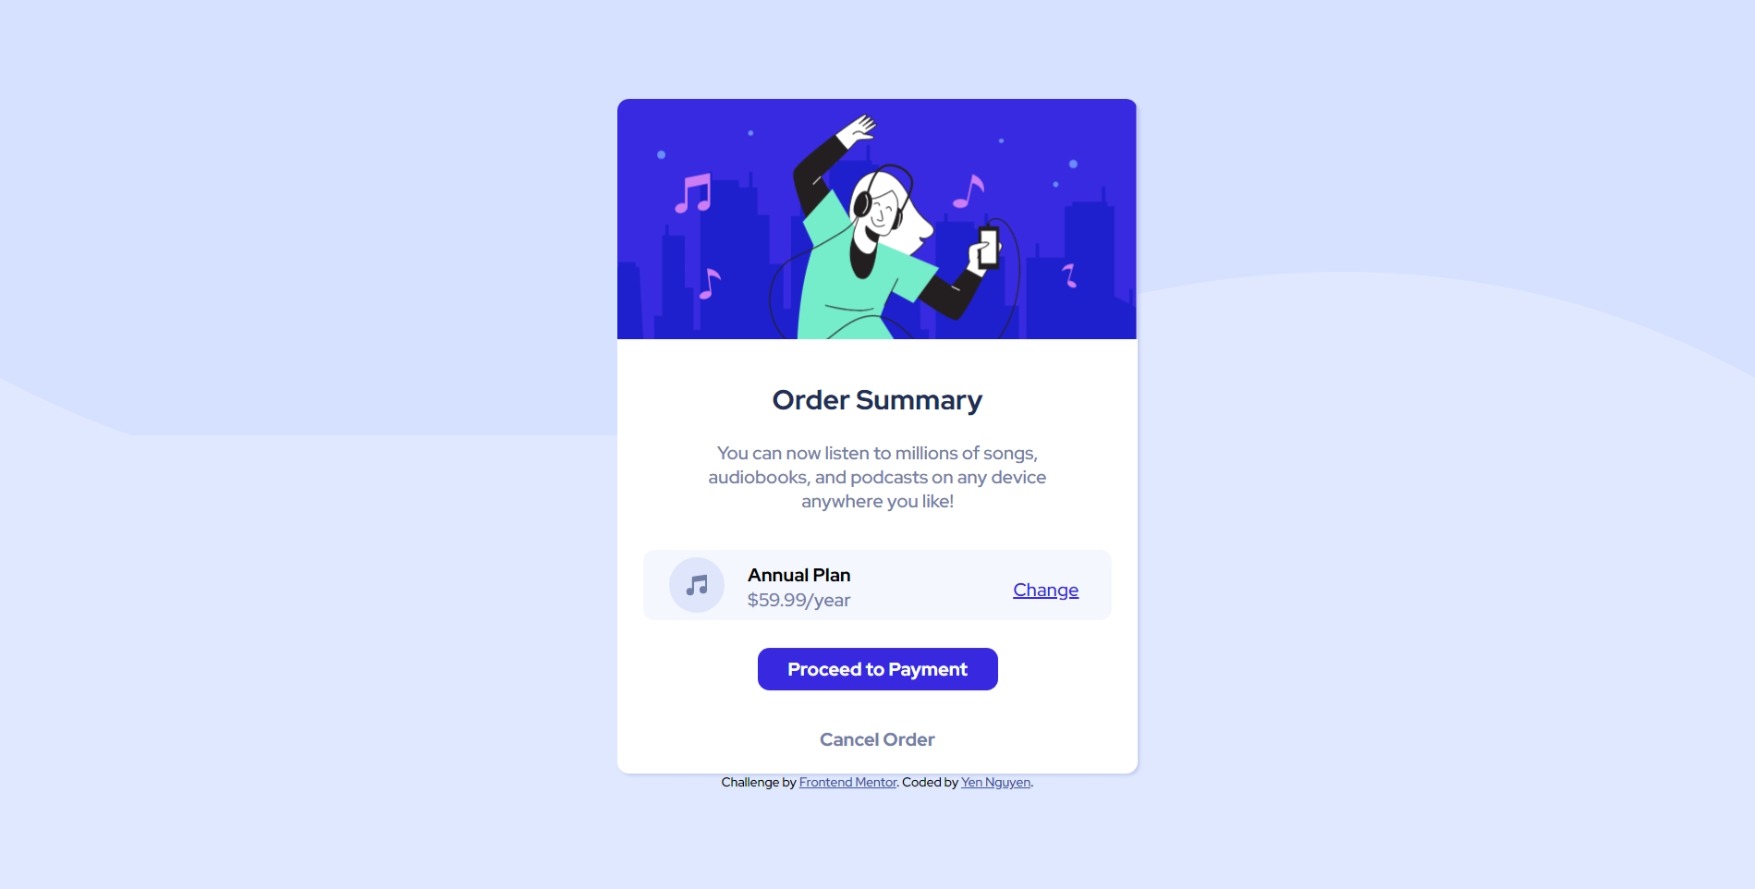 Order Summary
You can now listen to millions of songs,
audiobooks, and podcasts on any device
anywhere you like!
Annual Plan
$59.99/year
Change
Proceed to Payment
Cancel Order
Challenge by Frontend Mentor. Coded by Yen Nguyen.